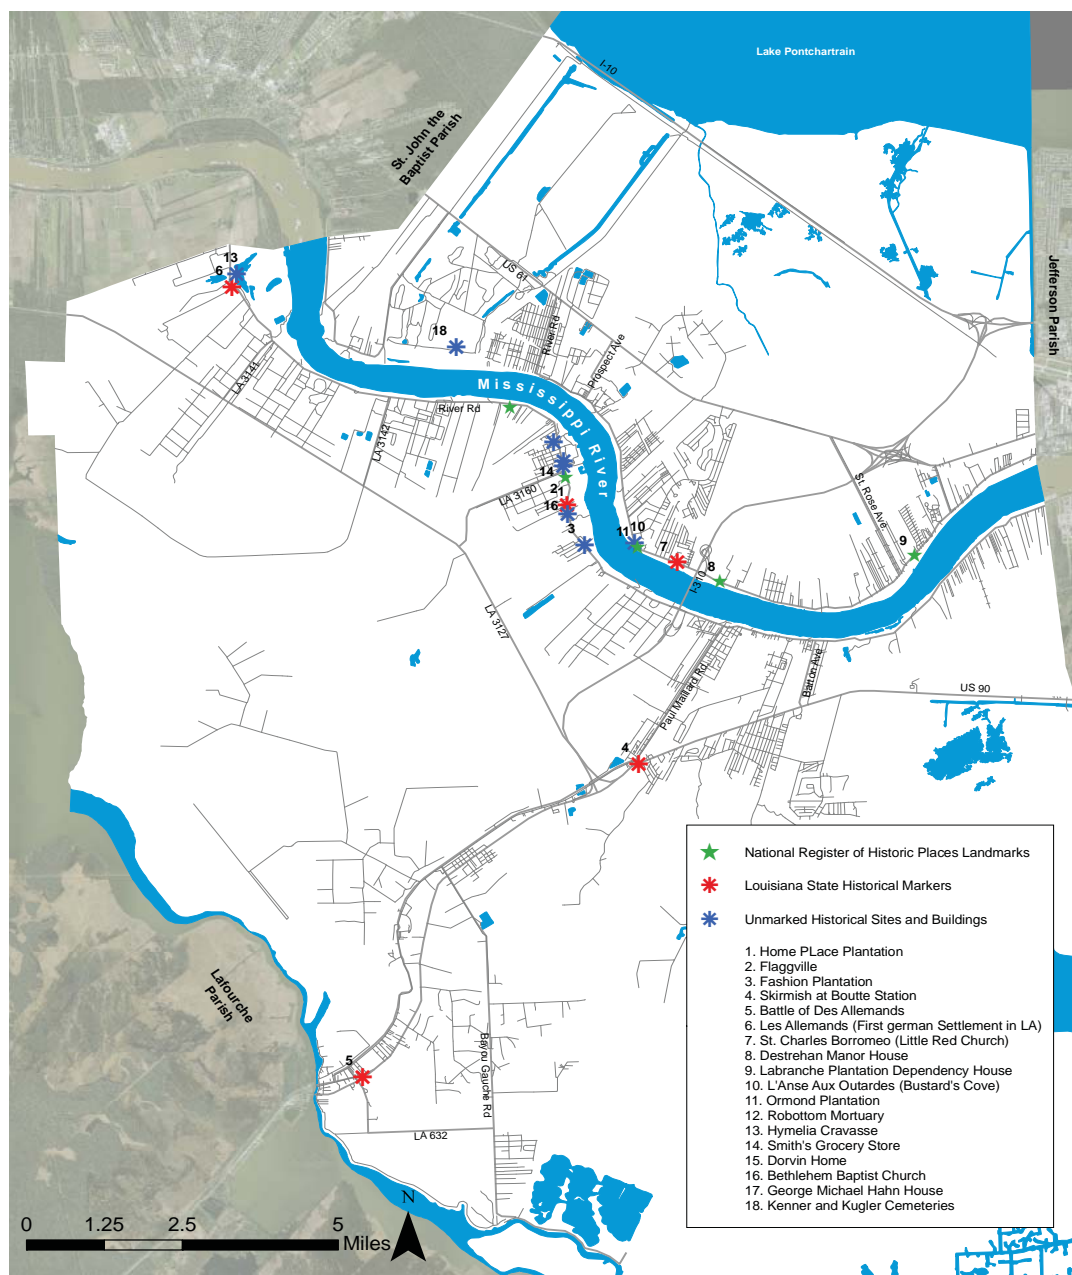 Lake Pontchartrain
I-10
St. John the
Baptist Parish
US 61
Jefferson Parish
13
6
18
River Rd
Prospect Ave
LA 3141
Mississippi River
River Rd
LA 3142
14
LA 3160
2
1
16
3
11
10
7
8
St. Rose Ave.
9
I-310
LA 3127
Paul Maillard Rd.
Barton Ave
US 90
4
Lafourche
Parish
5
Bayou Gauche Rd
LA 632
National Register of Historic Places Landmarks
Louisiana State Historical Markers
Unmarked Historical Sites and Buildings
1. Home PLace Plantation
2. Flaggville
3. Fashion Plantation
4. Skirmish at Boutte Station
5. Battle of Des Allemands
6. Les Allemands (First german Settlement in LA)
7. St. Charles Borromeo (Little Red Church)
8. Destrehan Manor House
9. Labranche Plantation Dependency House
10. L'Anse Aux Outardes (Bustard's Cove)
11. Ormond Plantation
12. Robottom Mortuary
13. Hymelia Cravasse
14. Smith's Grocery Store
15. Dorvin Home
16. Bethlehem Baptist Church
17. George Michael Hahn House
18. Kenner and Kugler Cemeteries
0 1.25 2.5 5
Miles
N